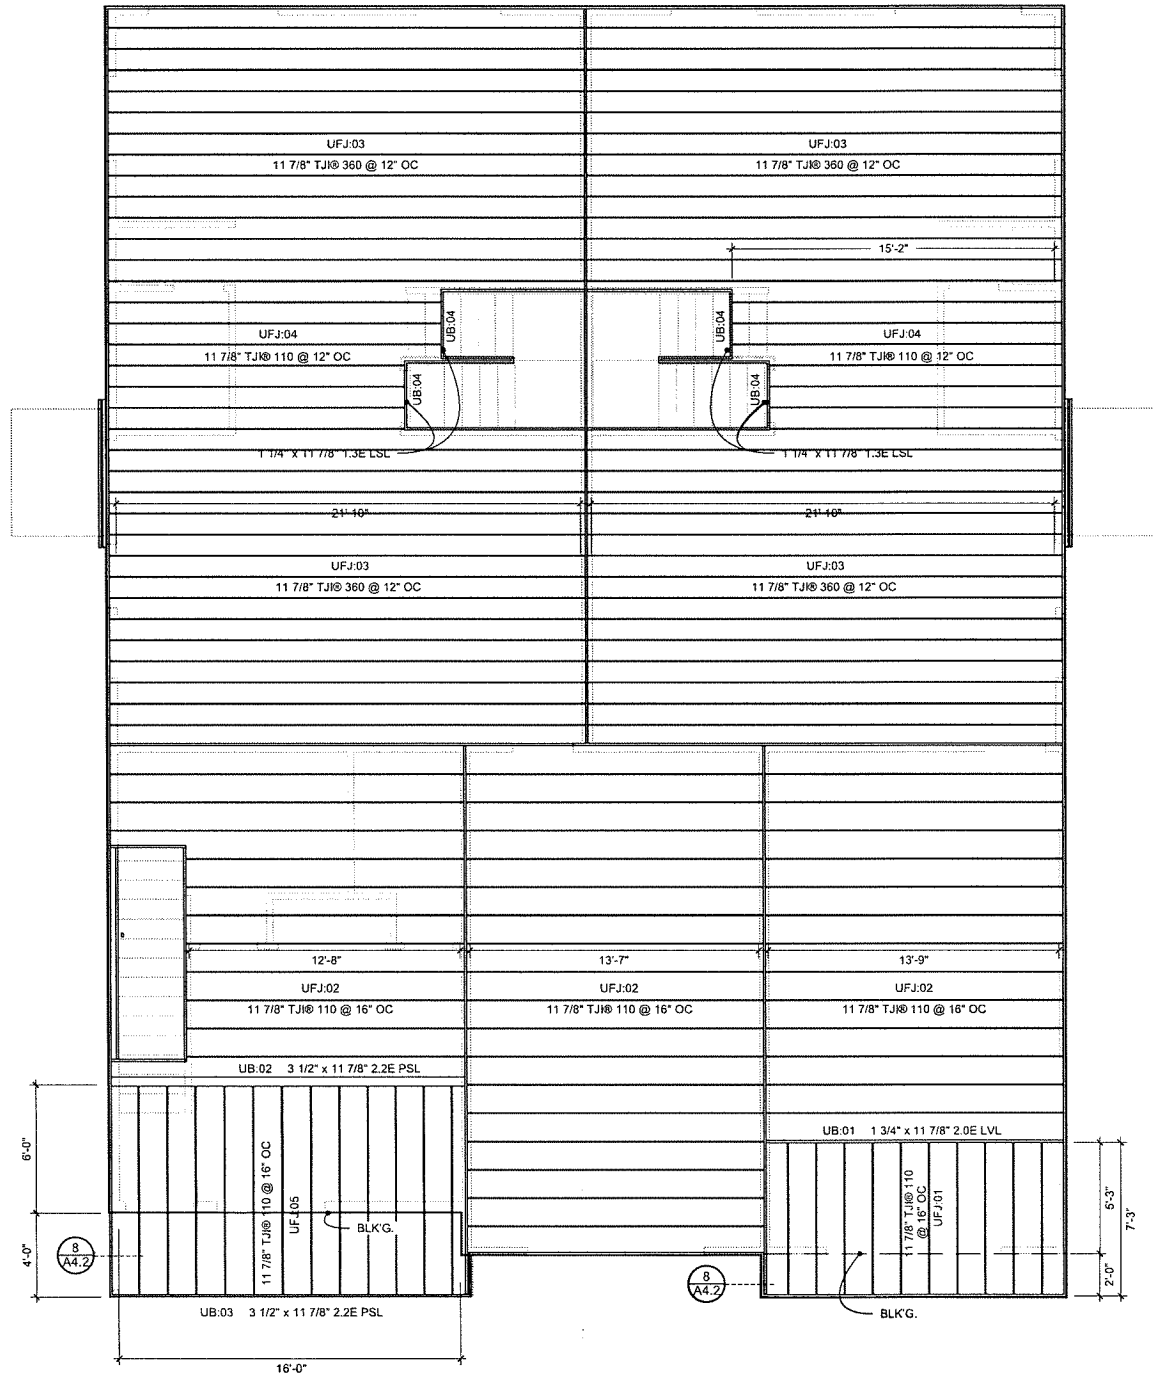 UFJ:03
11 7/8" TJI® 360 @ 12" OC
UFJ:03
11 7/8" TJI® 360 @ 12" OC
15'-2"
UFJ:04
11 7/8" TJI® 110 @ 12" OC
UB:04
UB:04
UFJ:04
11 7/8" TJI® 110 @ 12" OC
UB:04
UB:04
1 1/4" x 11 7/8" 1.3E LSL
1 1/4" x 11 7/8" 1.3E LSL
21'-10"
21'-10"
UFJ:03
11 7/8" TJI® 360 @ 12" OC
UFJ:03
11 7/8" TJI® 360 @ 12" OC
12'-8"
13'-7"
13'-9"
UFJ:02
11 7/8" TJI® 110 @ 16" OC
UFJ:02
11 7/8" TJI® 110 @ 16" OC
UFJ:02
11 7/8" TJI® 110 @ 16" OC
UB:02 3 1/2" x 11 7/8" 2.2E PSL
UB:01 1 3/4" x 11 7/8" 2.0E LVL
6'-0"
11 7/8" TJI® 110 @ 16" OC
UFJ:05
11 7/8" TJI® 110
@ 16" OC
UFJ:01
5'-3"
7'-3"
BLK'G.
4'-0"
8
A4.2
8
A4.2
2'-0"
UB:03 3 1/2" x 11 7/8" 2.2E PSL
BLK'G.
16'-0"